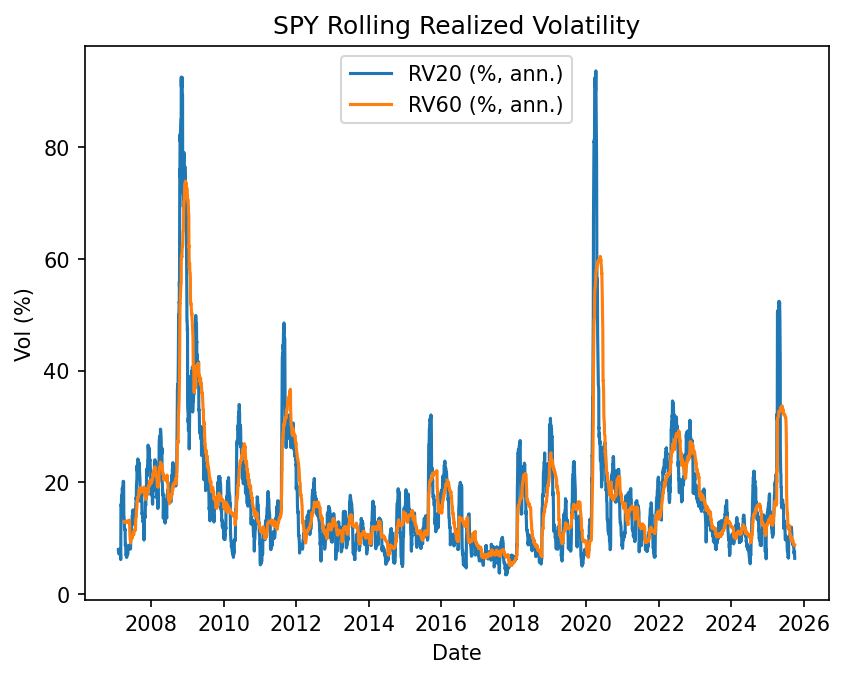 SPY Rolling Realized Volatility
RV20 (%, ann.)
RV60 (%, ann.)
Vol (%)
80
60
40
20
0
2008 2010 2012 2014 2016 2018 2020 2022 2024 2026
Date